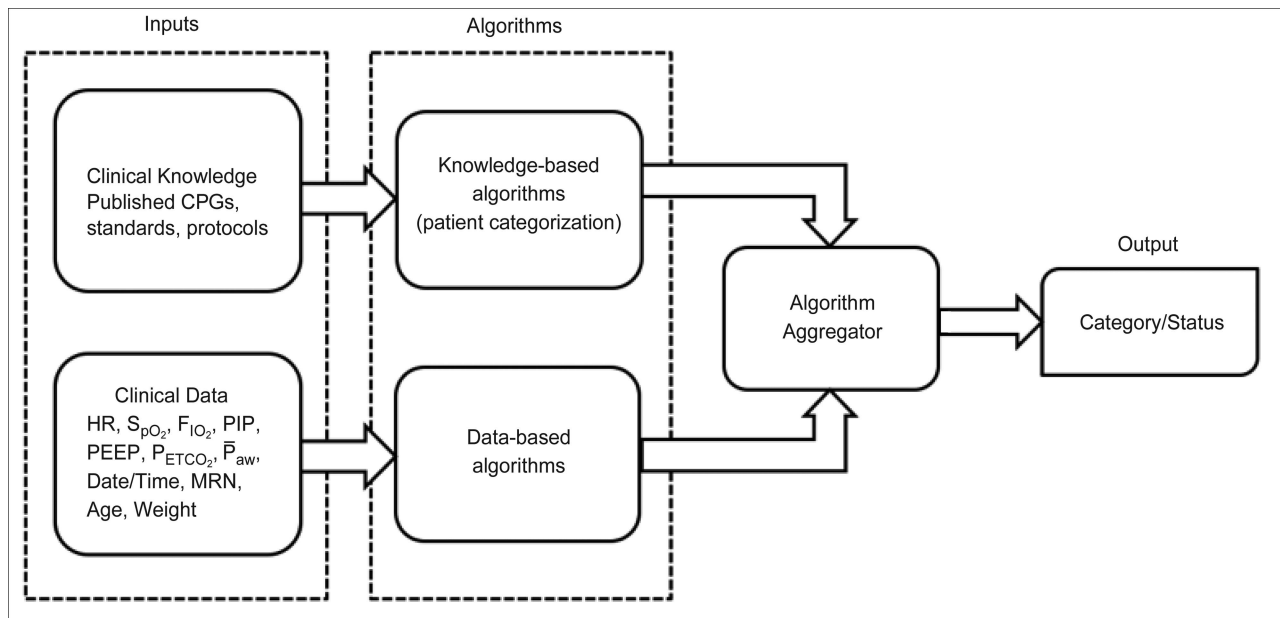 Inputs
Algorithms
Clinical Knowledge
Published CPGs,
standards, protocols
Knowledge-based
algorithms
(patient categorization)
Output
Algorithm
Aggregator
Category/Status
Clinical Data
HR, SpO₂, FIO₂, PIP,
PEEP, PETCO₂, P̅aw,
Date/Time, MRN,
Age, Weight
Data-based
algorithms